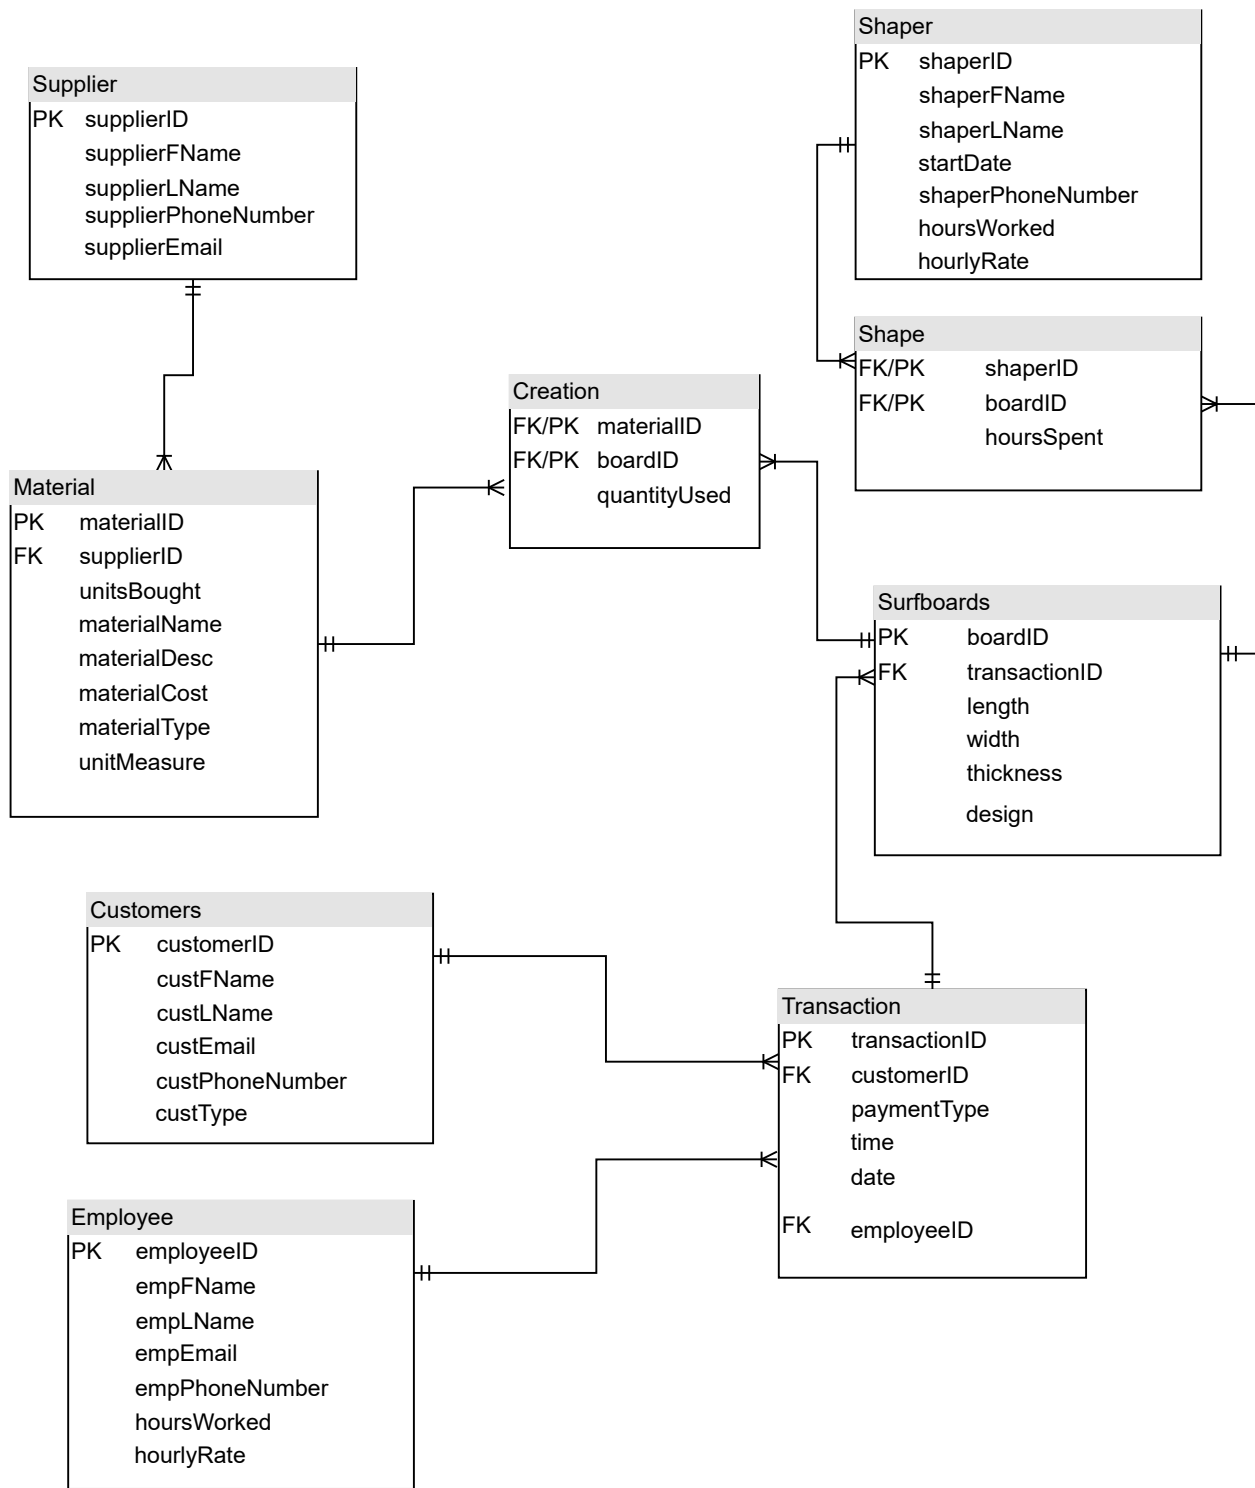 Shaper
PK shaperID
shaperFName
shaperLName
startDate
shaperPhoneNumber
hoursWorked
hourlyRate
Supplier
PK supplierID
supplierFName
supplierLName
supplierPhoneNumber
supplierEmail
Shape
FK/PK shaperID
FK/PK boardID
hoursSpent
Creation
FK/PK materialID
FK/PK boardID
quantityUsed
Material
PK materialID
FK supplierID
unitsBought
materialName
materialDesc
materialCost
materialType
unitMeasure
Surfboards
PK boardID
FK transactionID
length
width
thickness
design
Customers
PK customerID
custFName
custLName
custEmail
custPhoneNumber
custType
Transaction
PK transactionID
FK customerID
paymentType
time
date
FK employeeID
Employee
PK employeeID
empFName
empLName
empEmail
empPhoneNumber
hoursWorked
hourlyRate